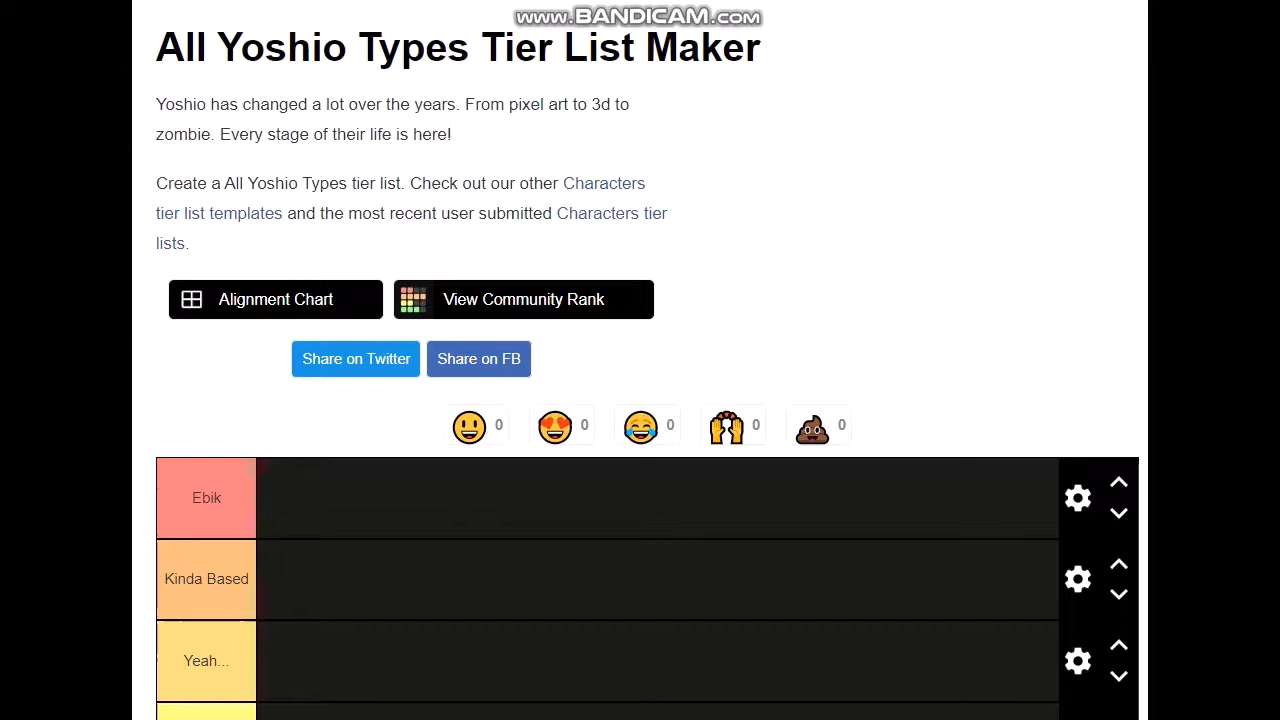 www.BANDICAM.com
All Yoshio Types Tier List Maker
Yoshio has changed a lot over the years. From pixel art to 3d to
zombie. Every stage of their life is here!
Create a All Yoshio Types tier list. Check out our other Characters
tier list templates and the most recent user submitted Characters tier
lists.
Alignment Chart View Community Rank
Share on Twitter Share on FB
0 0 0 0 0
Ebik
Kinda Based
Yeah...